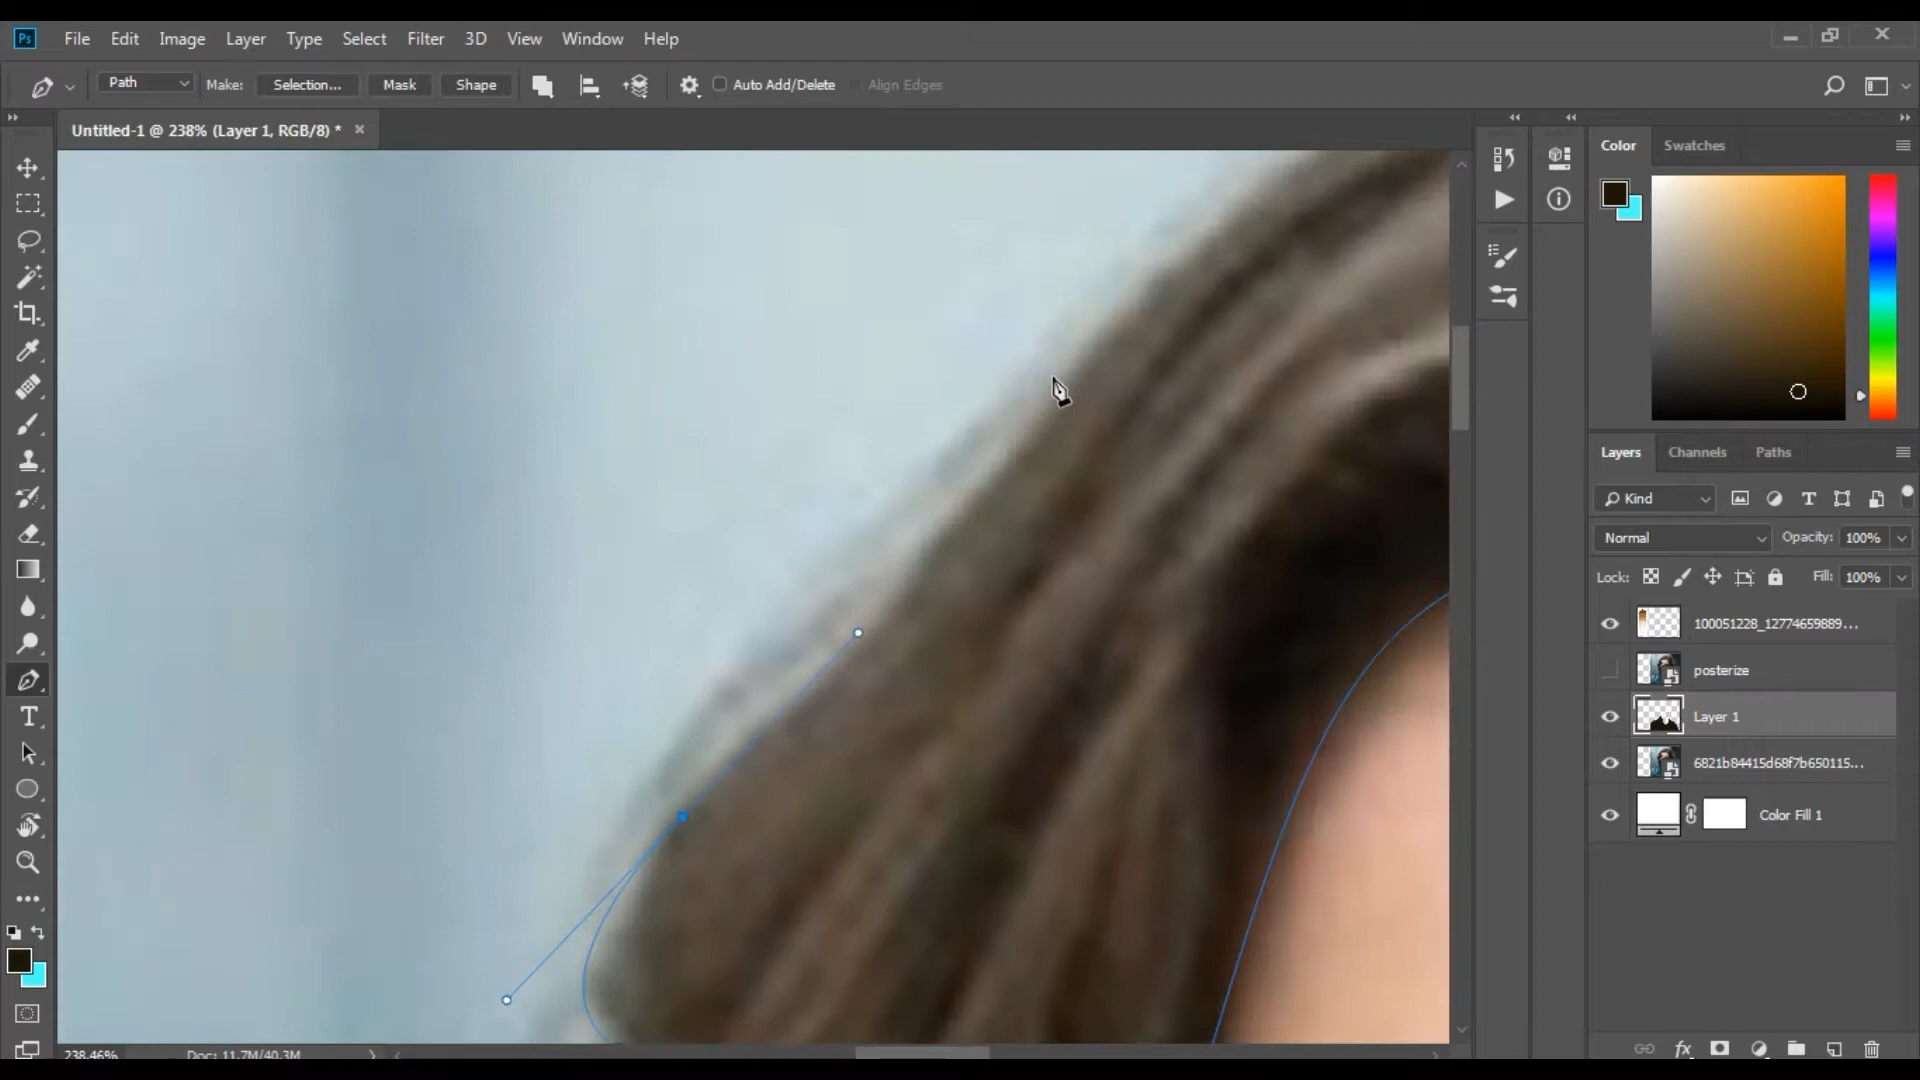 Ps File Edit Image Layer Type Select Filter 3D View Window Help
Path Make: Selection... Mask Shape Auto Add/Delete Align Edges
Untitled-1 @ 238% (Layer 1, RGB/8) *
Color Swatches
Layers Channels Paths
Kind
Normal Opacity: 100%
Lock: Fill: 100%
100051228_12774659889...
posterize
Layer 1
6821b84415d68f7b650115...
Color Fill 1
238.46% Doc: 11.7M/40.3M